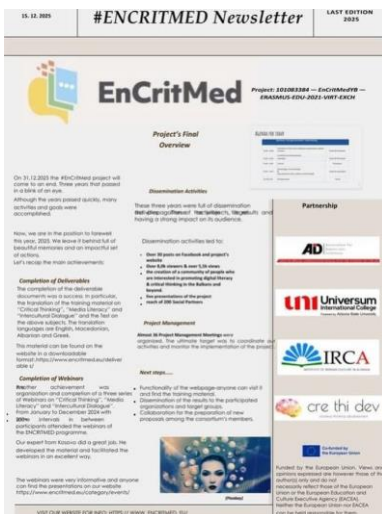 15. 12. 2025
#ENCRITMED Newsletter
LAST EDITION
2025
EnCritMed
Project: 101083384 — EnCritMedYB —
ERASMUS-EDU-2021-VIRT-EXCH
Project's Final
Overview
On 31.12.2025 the #EnCritmed project will
come to an end. Three years that passed
in a blink of an eye.
Although the years passed quickly, many
activities and goals were
accomplished.
Now, we are in the position to farewell
this year, 2025. We leave it behind full of
beautiful memories and an impactful set
of actions.
Let's recap the main achievements:
Completion of Deliverables
The completion of the deliverable
documents was a success. In particular,
the translation of the training material on
"Critical Thinking", "Media Literacy" and
"Intercultural Dialogue" and the Test on
the above subjects. The translation
languages are English, Macedonian,
Albanian and Greek.
This material can be found on the
website in a downloadable
format: https://www.encritmed.eu/deliver
able s/
Completion of Webinars
achievement was
organization and completion of a three series
of Webinars on "Critical Thinking", "Media
Literacy" and "Intercultural Dialogue"
From January to December 2024 with
intervals in between
participants attended the webinars of
the ENCRITMED programme.
Our expert from Kosovo did a great job. He
developed the material and facilitated the
webinars in an excellent way.
The webinars were very informative and anyone
can find the presentations on our website
https://www.encritmed.eu/category/events/
Dissemination Activities
These three years were full of dissemination
results and
having a strong impact on its audience.
Dissemination activities led to:
Over 30 posts on Facebook and project's
website
Over 8,8k viewers & over 5,2k views
the creation of a community of people who
are interested in promoting digital literacy
& critical thinking in the Balkans and
beyond.
live presentations of the project
reach of 200 Social Partners
Project Management
Almost 36 Project Management Meetings were
organized. The ultimate target was to coordinate our
activities and monitor the implementation of the project
Next steps.....
Functionality of the webpage-anyone can visit it
and find the training material.
Dissemination of the results to the participated
organisations and target groups.
Collaboration for the preparation of new
proposals among the consortium's members.
(Pixabay)
Partnership
AD
uni Universum
International College
IRCA
cre thi dev
Co-funded by
the European Union
Funded by the European Union. Views and
opinions expressed are however those of the
author(s) only and do not
necessarily reflect those of the European
Union or the European Education and
Culture Executive Agency (EACEA).
Neither the European Union nor EACEA
can be held responsible for them.
VISIT OUR WEBSITE FOR INFO: HTTPS:// WWW. ENCRITMED. EU